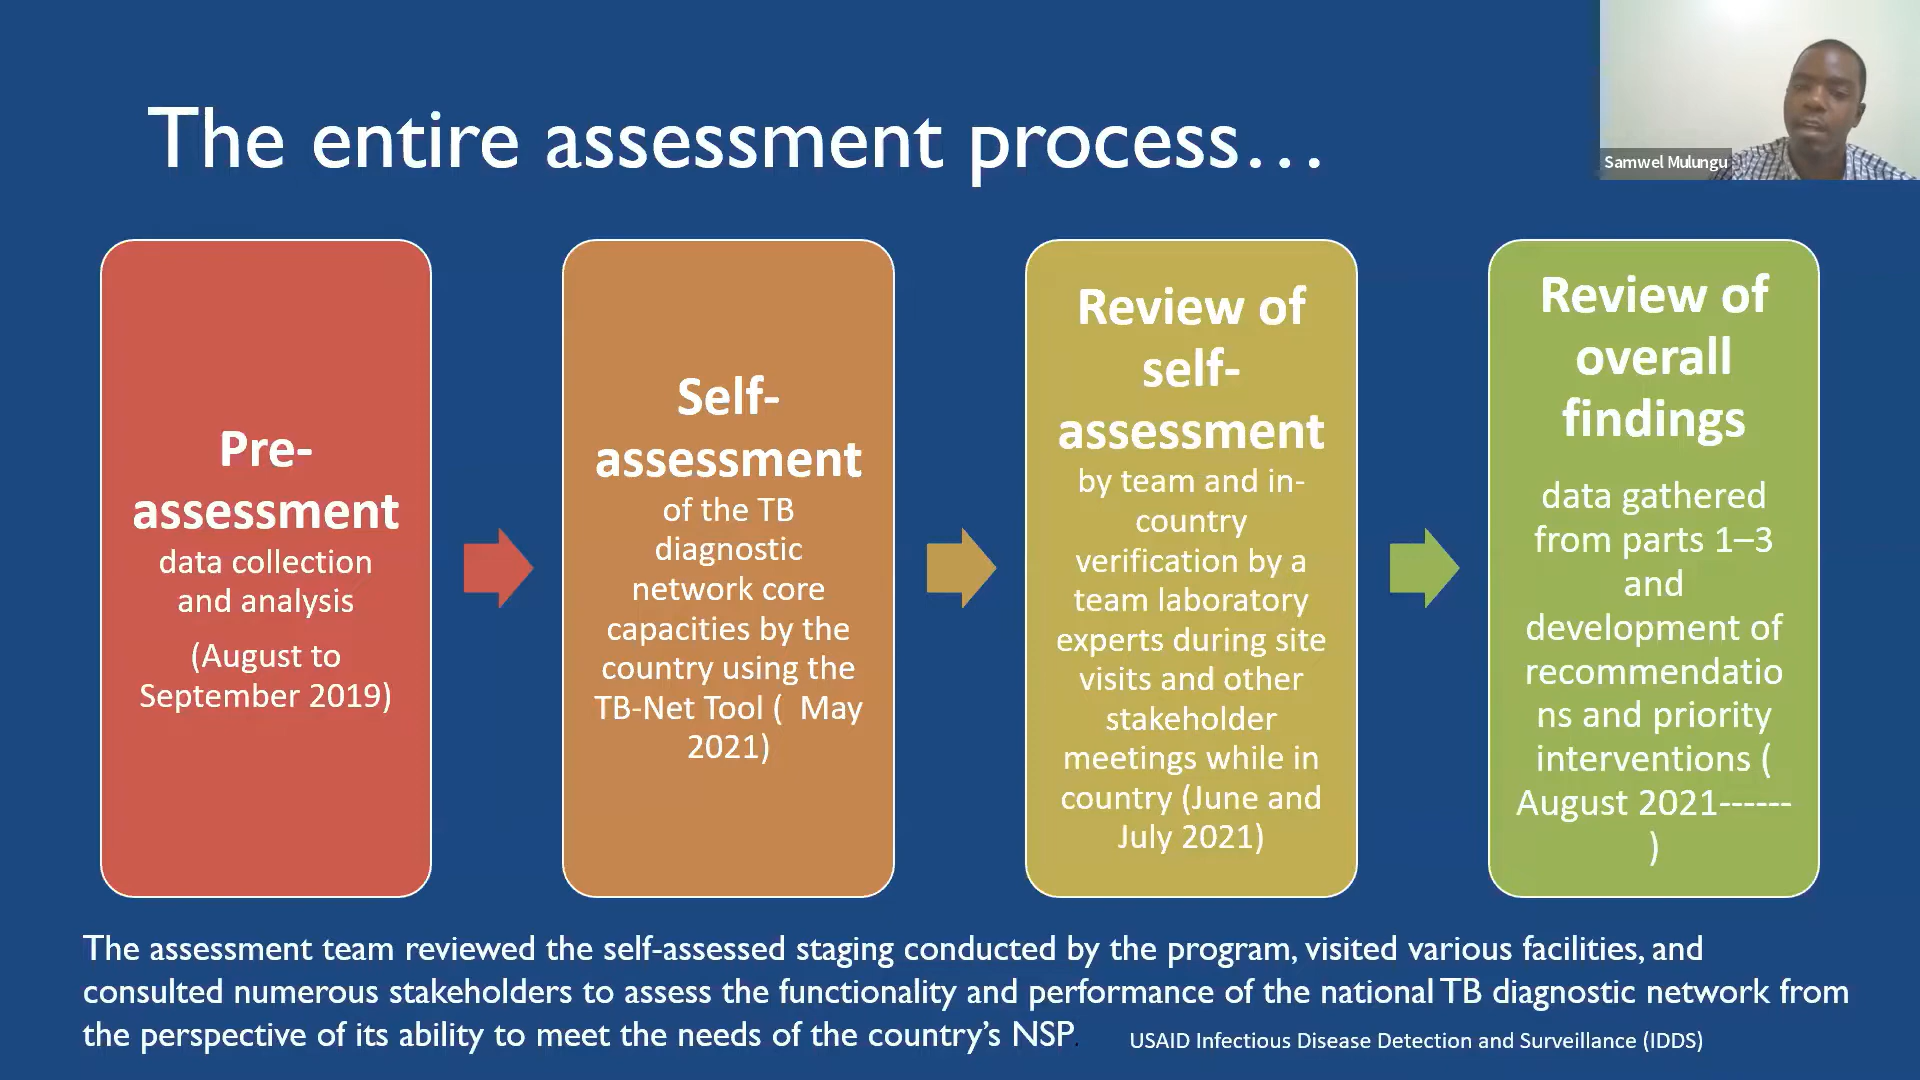 The entire assessment process…
Samwel Mulungu
Pre-
assessment
data collection
and analysis
(August to
September 2019)
Self-
assessment
of the TB
diagnostic
network core
capacities by the
country using the
TB-Net Tool (  May
2021)
Review of
self-
assessment
by team and in-
country
verification by a
team laboratory
experts during site
visits and other
stakeholder
meetings while in
country (June and
July 2021)
Review of
overall
findings
data gathered
from parts 1–3
and
development of
recommendatio
ns and priority
interventions (
August 2021------
)
The assessment team reviewed the self-assessed staging conducted by the program, visited various facilities, and
consulted numerous stakeholders to assess the functionality and performance of the national TB diagnostic network from
the perspective of its ability to meet the needs of the country’s NSP.
USAID Infectious Disease Detection and Surveillance (IDDS)